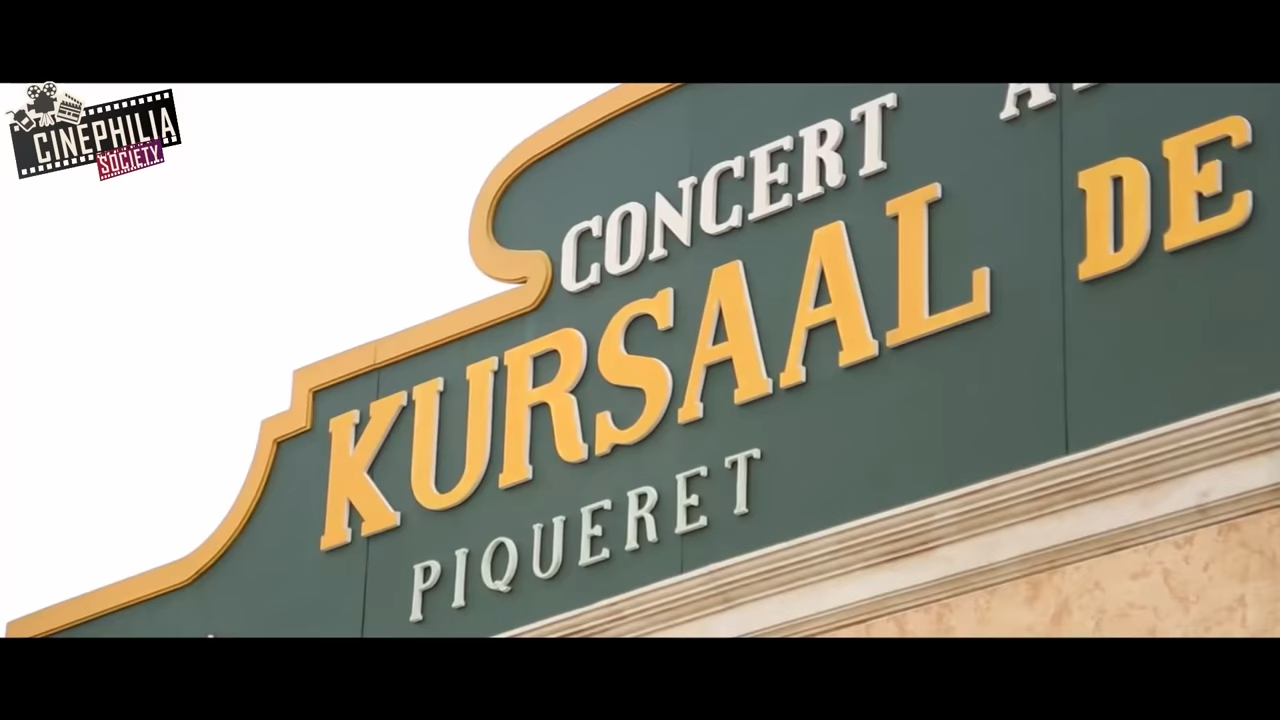 CINEPHILIA
SOCIETY
CONCERT
KURSAAL DE
PIQUERET